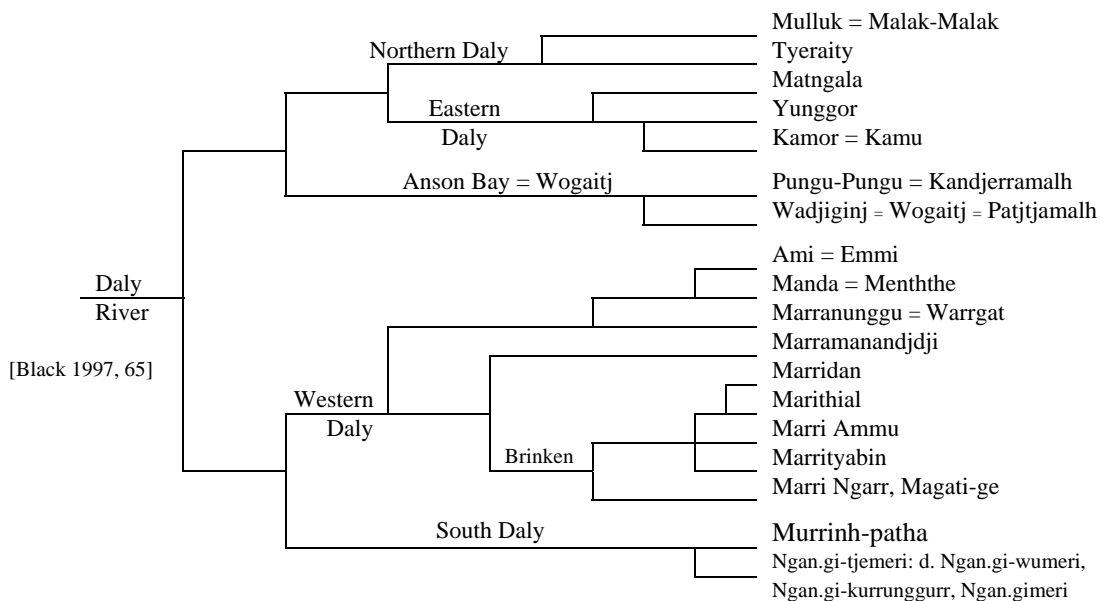 Mulluk = Malak-Malak
Northern Daly
Tyeraity
Matngala
Eastern
Yunggor
Daly
Kamor = Kamu
Anson Bay = Wogaitj
Pungu-Pungu = Kandjerramalh
Wadjiginj = Wogaitj = Patjtjamalh
Ami = Emmi
Daly
Manda = Menththe
River
Marranunggu = Warrgat
Marramanandjdji
[Black 1997, 65]
Marridan
Western
Marithial
Daly
Marri Ammu
Brinken
Marrityabin
Marri Ngarr, Magati-ge
South Daly
Murrinh-patha
Ngan.gi-tjemeri: d. Ngan.gi-wumeri,
Ngan.gi-kurrunggurr, Ngan.gimeri